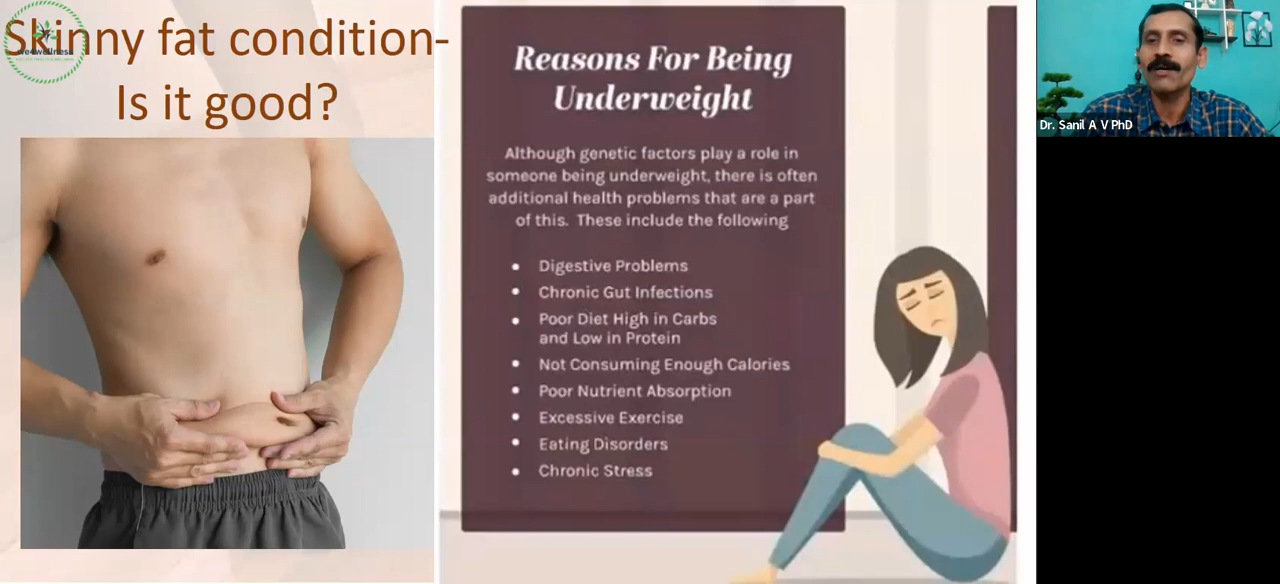 Skinny fat condition-
Is it good?
we4wellness
Reasons For Being
Underweight
Although genetic factors play a role in
someone being underweight, there is often
additional health problems that are a part
of this. These include the following
• Digestive Problems
• Chronic Gut Infections
• Poor Diet High in Carbs
and Low in Protein
• Not Consuming Enough Calories
• Poor Nutrient Absorption
• Excessive Exercise
• Eating Disorders
• Chronic Stress
Dr. Sanil A V PhD